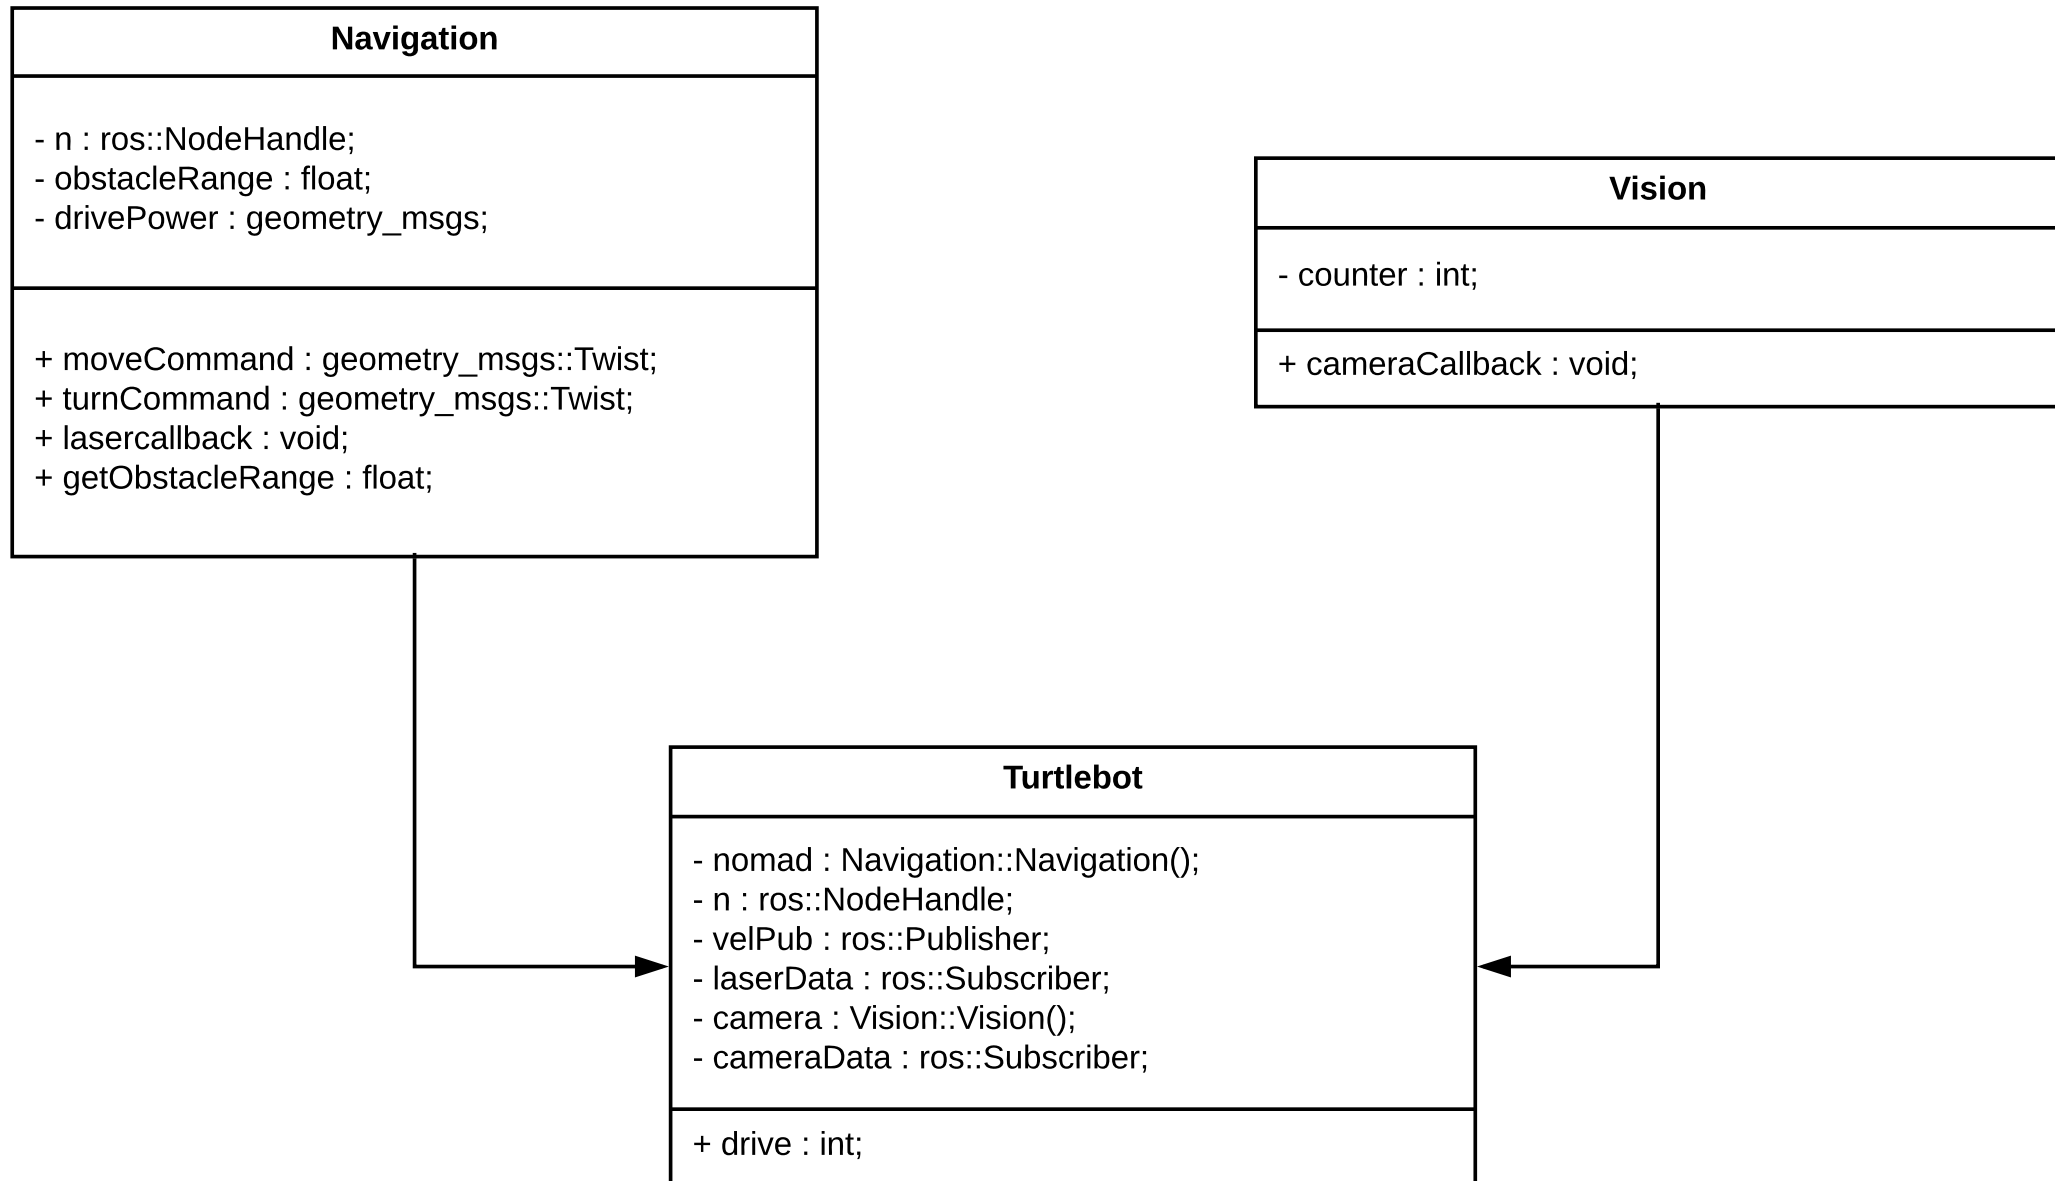 Navigation
- n : ros::NodeHandle;
- obstacleRange : float;
- drivePower : geometry_msgs;
+ moveCommand : geometry_msgs::Twist;
+ turnCommand : geometry_msgs::Twist;
+ lasercallback : void;
+ getObstacleRange : float;
Vision
- counter : int;
+ cameraCallback : void;
Turtlebot
- nomad : Navigation::Navigation();
- n : ros::NodeHandle;
- velPub : ros::Publisher;
- laserData : ros::Subscriber;
- camera : Vision::Vision();
- cameraData : ros::Subscriber;
+ drive : int;